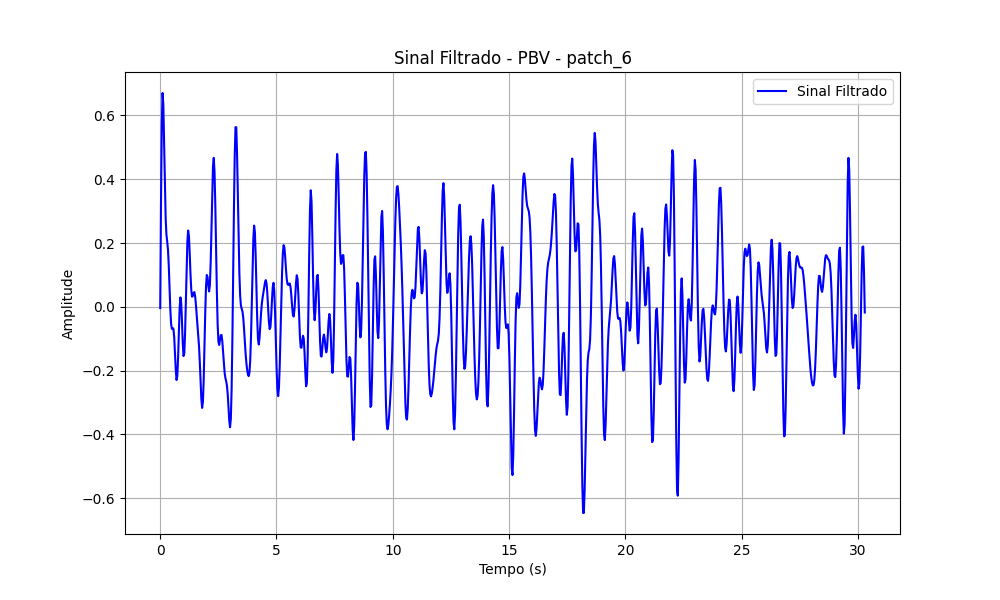 Sinal Filtrado - PBV - patch_6
Sinal Filtrado
Amplitude
0.6
0.4
0.2
0.0
−0.2
−0.4
−0.6
0 5 10 15 20 25 30
Tempo (s)